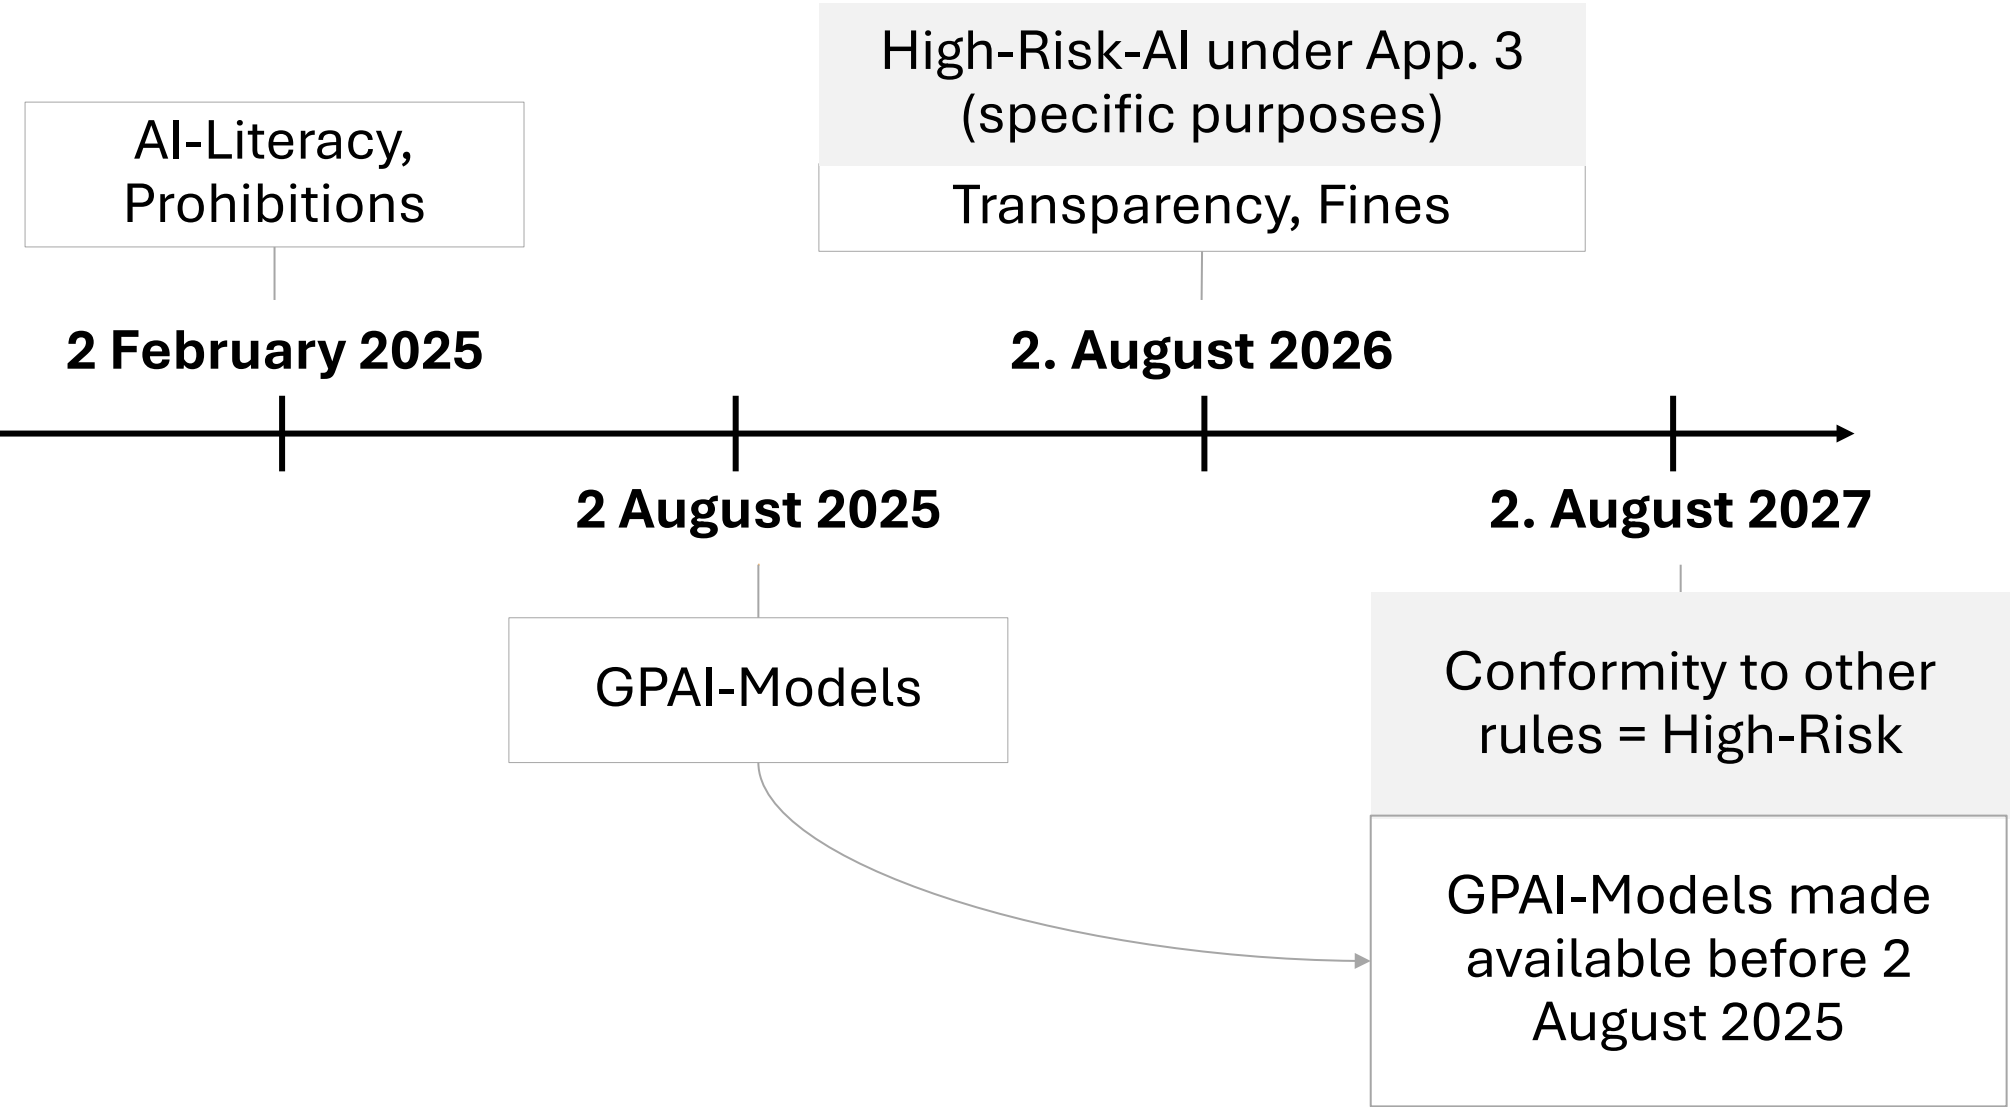 High-Risk-AI under App. 3
(specific purposes)
AI-Literacy,
Prohibitions
Transparency, Fines
2 February 2025
2. August 2026
2 August 2025
2. August 2027
GPAI-Models
Conformity to other
rules = High-Risk
GPAI-Models made
available before 2
August 2025